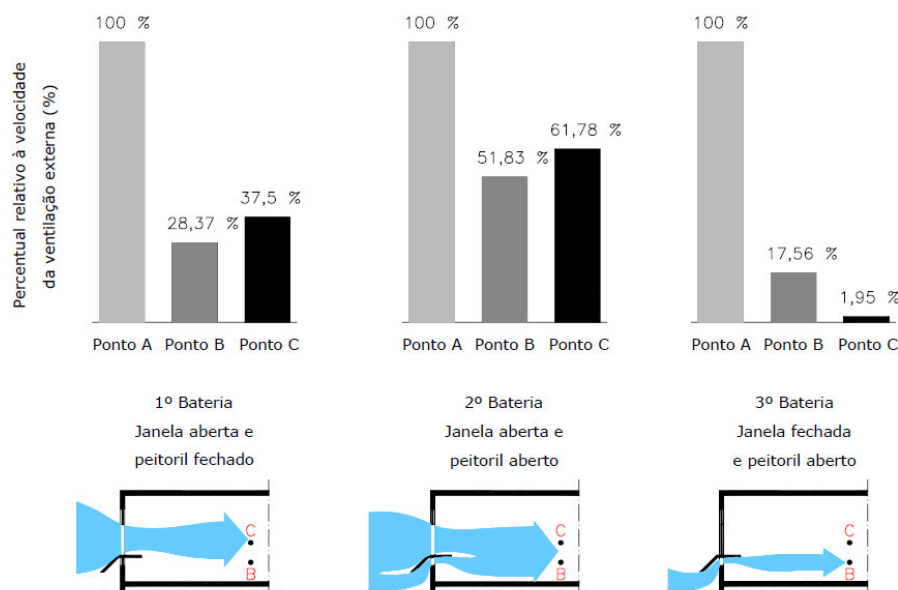 Percentual relativo à velocidade
da ventilação externa (%)
100 %
28,37 %
37,5 %
Ponto A
Ponto B
Ponto C
100 %
51,83 %
61,78 %
Ponto A
Ponto B
Ponto C
100 %
17,56 %
1,95 %
Ponto A
Ponto B
Ponto C
1º Bateria
Janela aberta e
peitoril fechado
2º Bateria
Janela aberta e
peitoril aberto
3º Bateria
Janela fechada
e peitoril aberto
C
B
C
B
C
B